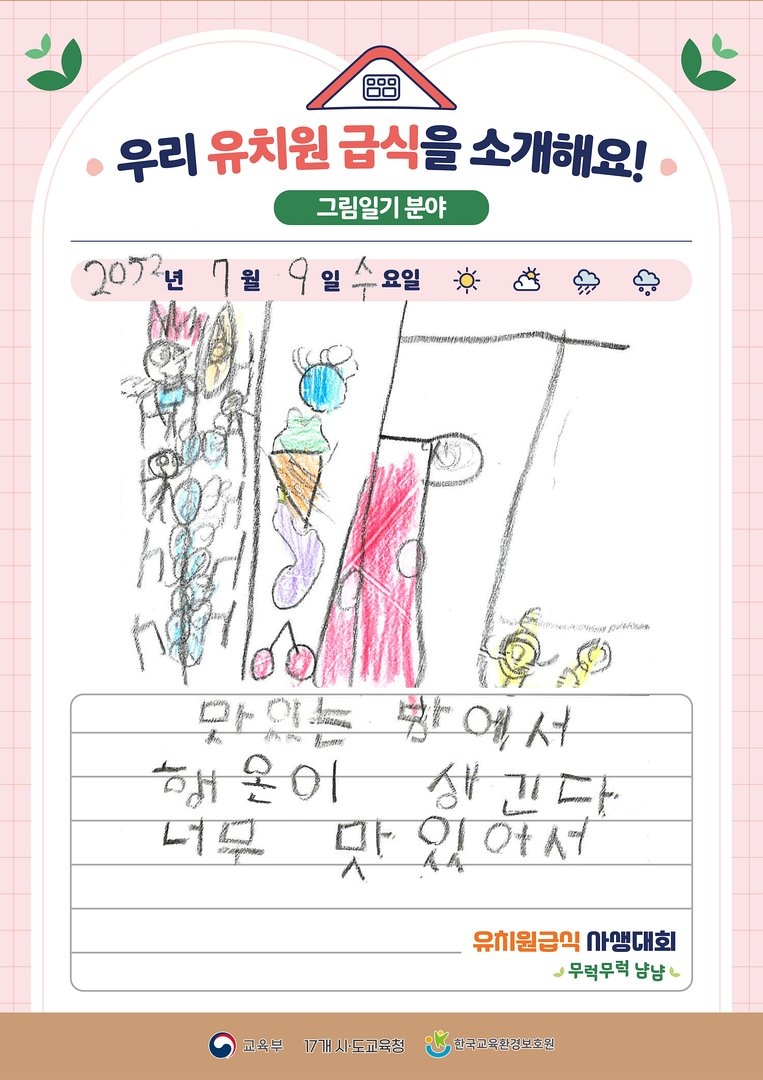 우리 유치원 급식을 소개해요!
그림일기 분야
2052년 7월 9일 수요일
맛있는 밥에서
행온이 생긴다
너무 맛있어서
유치원급식 사생대회
무럭무럭 냠냠
교육부 17개 시·도교육청 한국교육환경보호원